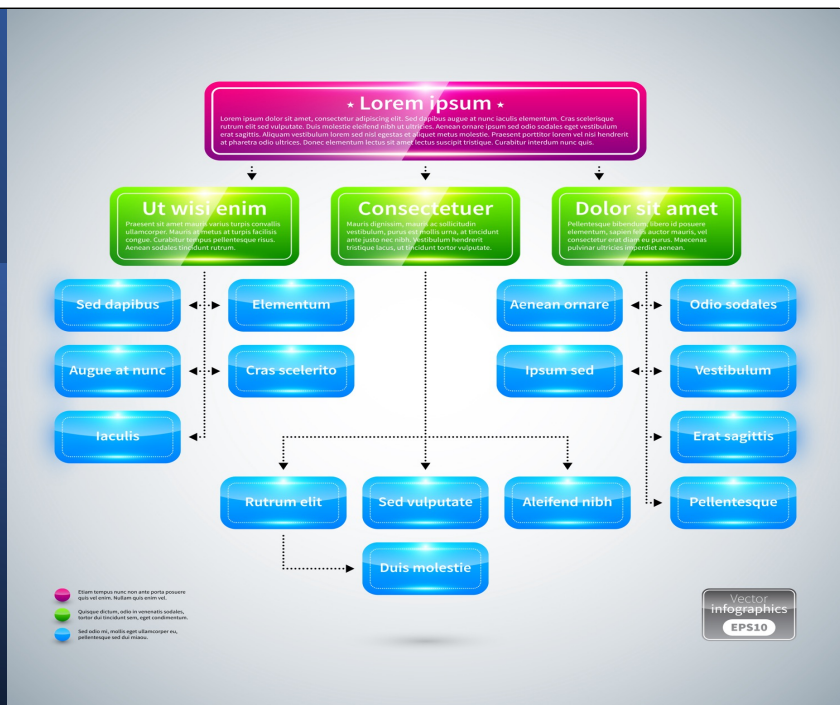 ★ Lorem ipsum ★
Lorem ipsum dolor sit amet, consectetur adipiscing elit. Sed dapibus augue at nunc iaculis elementum. Cras scelerisque
rutrum elit sed vulputate. Duis molestie eleifend nibh ut ultricies. Aenean ornare ipsum sed odio sodales eget vestibulum
erat sagittis. Aliquam vestibulum lorem sed nisl egestas et aliquet metus molestie. Praesent porttitor lorem vel nisi hendrerit
at pharetra odio ultrices. Donec elementum lectus sit amet lectus suscipit tristique. Curabitur interdum nunc quis.
Ut wisi enim
Praesent sit amet mauris varius turpis convallis
ullamcorper. Mauris at metus at turpis facilisis
congue. Curabitur tempus pellentesque risus.
Aenean sodales tincidunt rutrum.
Consectetuer
Mauris dignissim, mauris ac sollicitudin
vestibulum, purus est mollis urna, at tincidunt
ante justo nec nibh. Vestibulum hendrerit
tristique lacus, ut tincidunt tortor vulputate.
Dolor sit amet
Pellentesque bibendum, libero id posuere
elementum, sapien felis auctor mauris, vel
consectetur erat diam eu purus. Maecenas
pulvinar ultricies imperdiet aenean.
Sed dapibus
Elementum
Aenean ornare
Odio sodales
Augue at nunc
Cras scelerito
Ipsum sed
Vestibulum
Iaculis
Erat sagittis
Rutrum elit
Sed vulputate
Aleifend nibh
Pellentesque
Duis molestie
Etiam tempus nunc non ante porta posuere
quis vel enim. Nullam quis enim vel.
Quisque dictum, odio in venenatis sodales,
tortor dui tincidunt sem, eget condimentum.
Sed odio mi, mollis eget ullamcorper eu,
pellentesque sed dui miaou.
Vector
infographics
EPS10